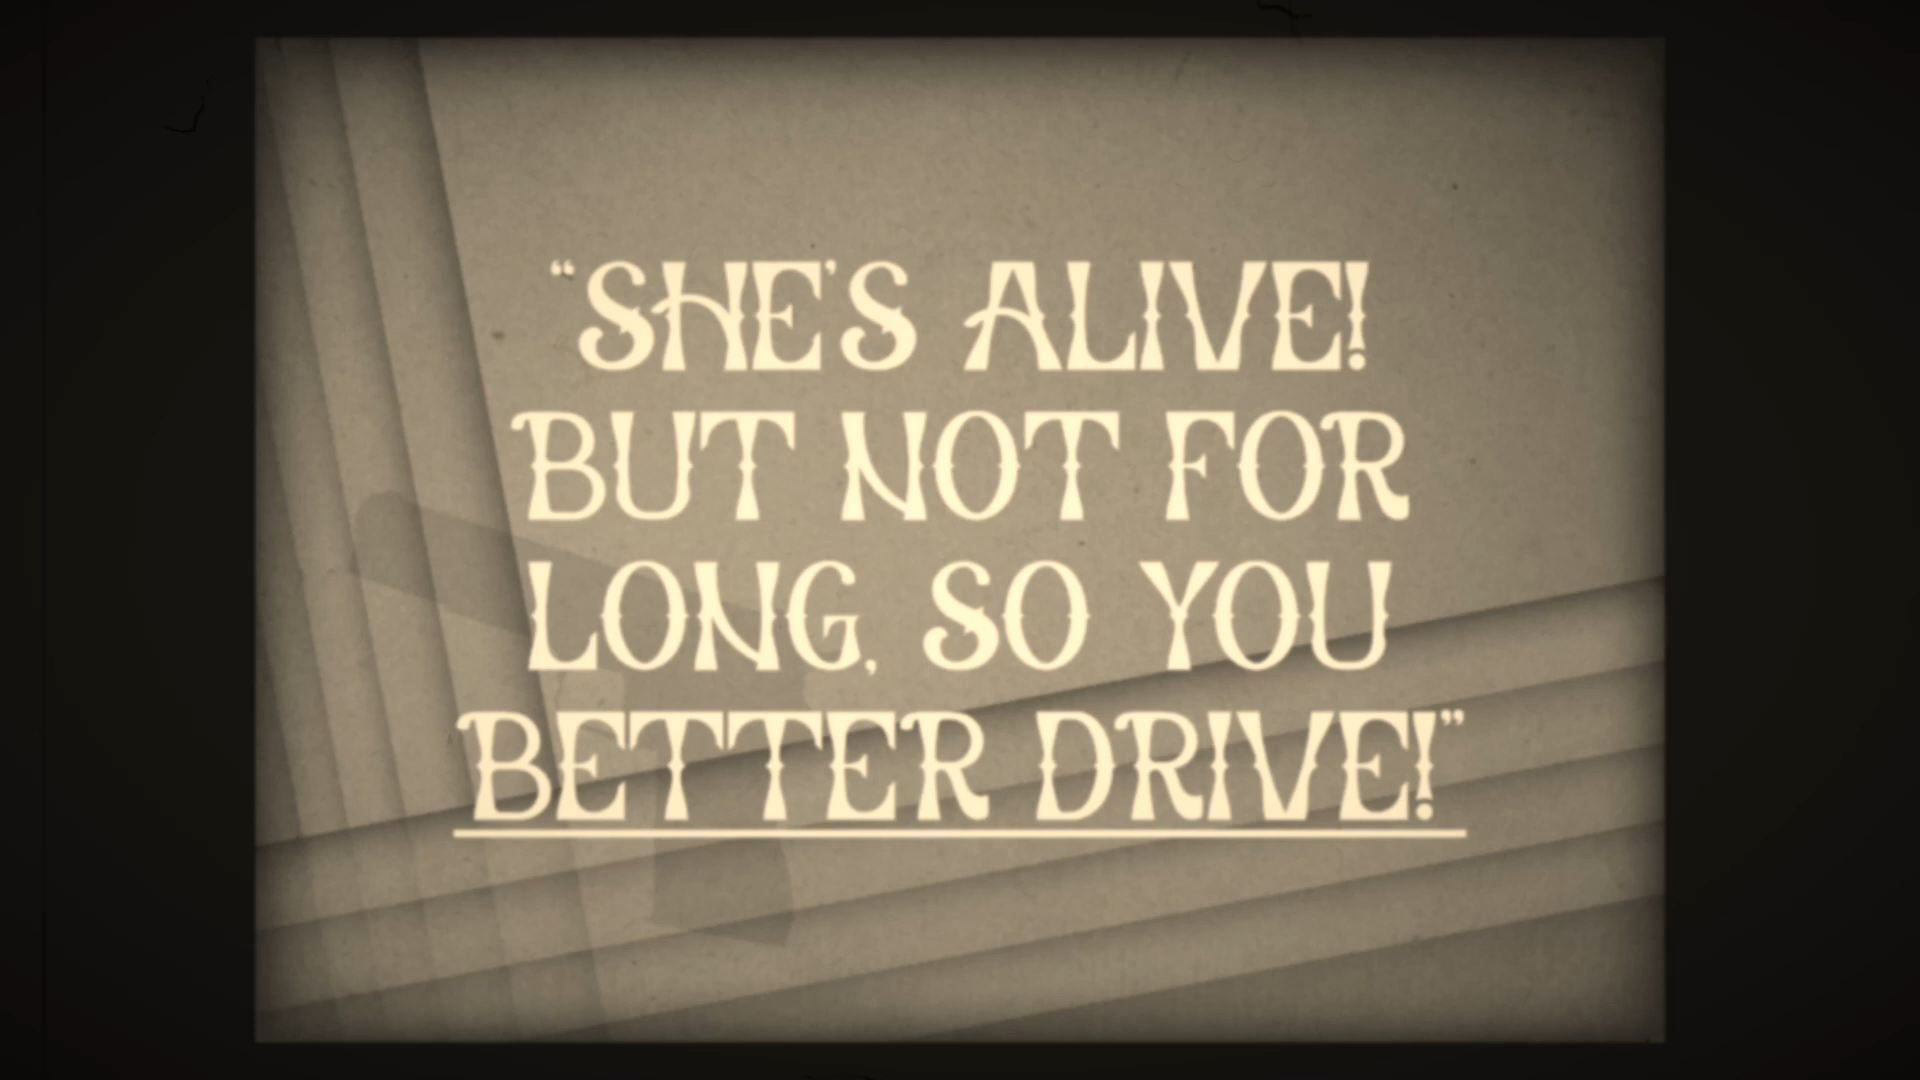 “SHE’S ALIVE!
BUT NOT FOR
LONG, SO YOU
BETTER DRIVE!”